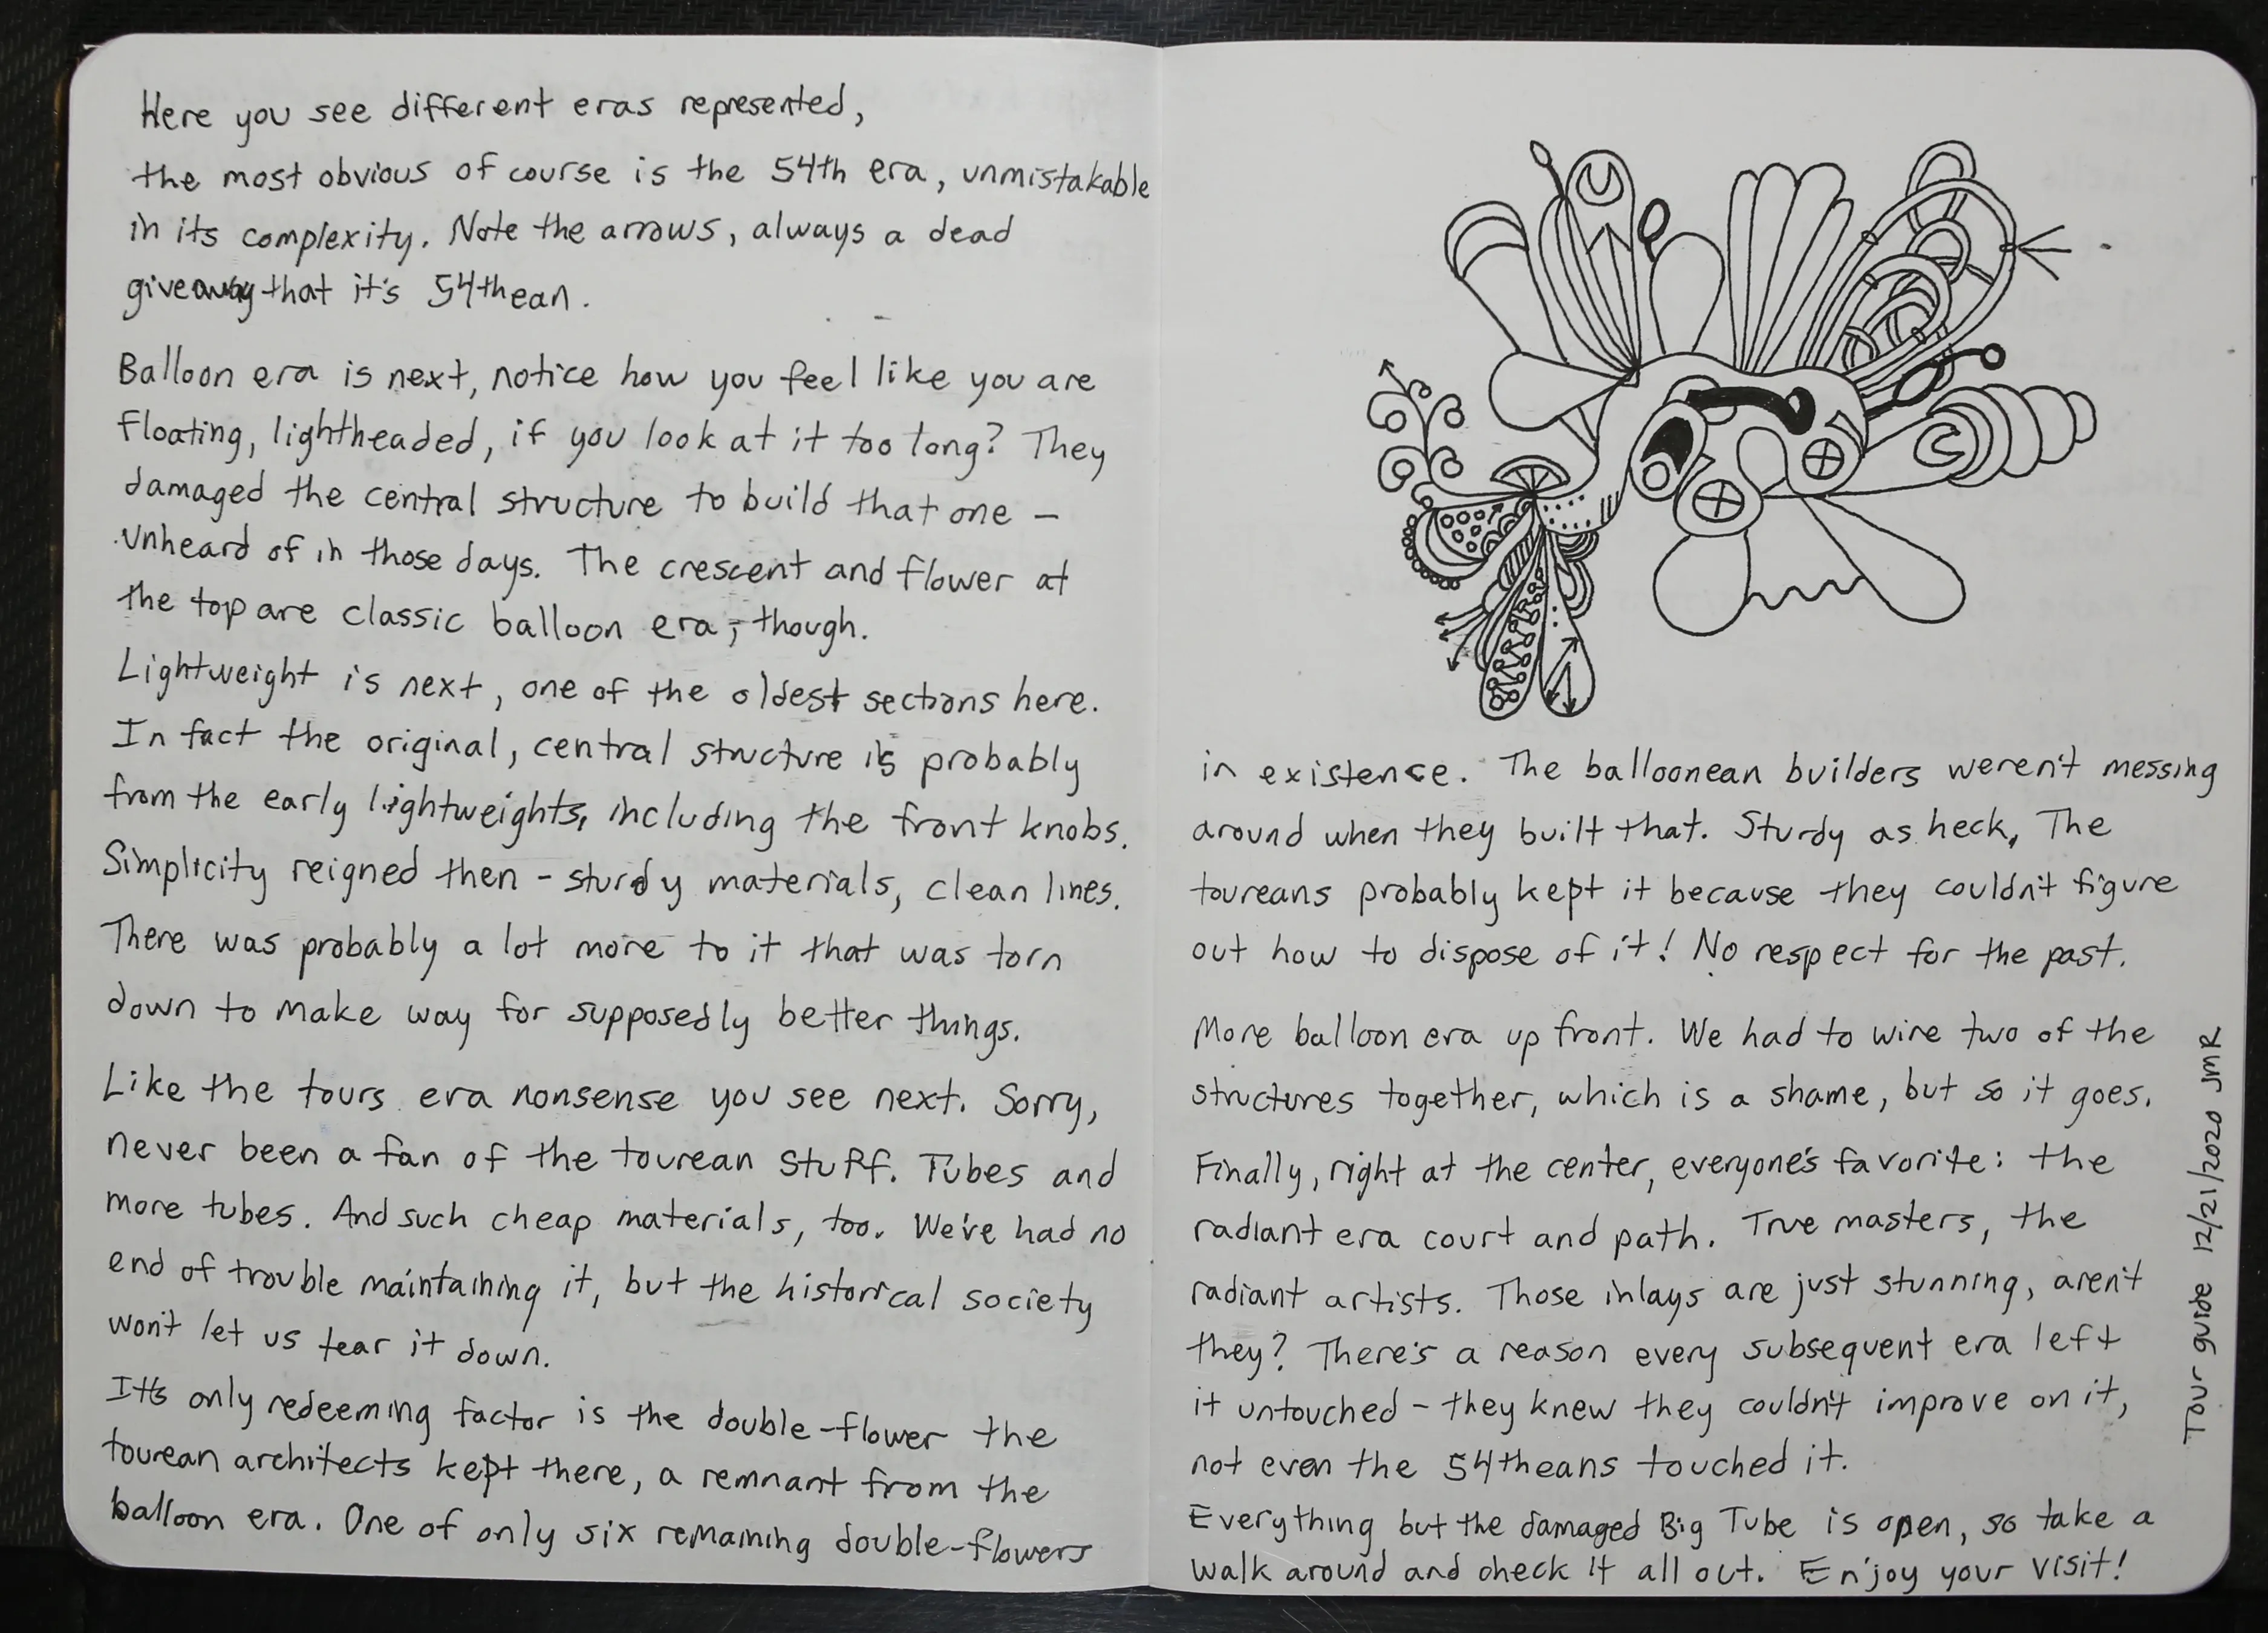 Here you see different eras represented,
the most obvious of course is the 54th era, unmistakable
in its complexity. Note the arrows, always a dead
giveaway that it's 54thean.
Balloon era is next, notice how you feel like you are
floating, lightheaded, if you look at it too long? They
damaged the central structure to build that one -
unheard of in those days. The crescent and flower at
the top are classic balloon era, though.
Lightweight is next, one of the oldest sections here.
In fact the original, central structure is probably
from the early lightweights, including the front knobs.
Simplicity reigned then - sturdy materials, clean lines.
There was probably a lot more to it that was torn
down to make way for supposedly better things.
Like the tours era nonsense you see next. Sorry,
never been a fan of the tourean stuff. Tubes and
more tubes. And such cheap materials, too. We've had no
end of trouble maintaining it, but the historical society
won't let us tear it down.
It's only redeeming factor is the double-flower the
tourean architects kept there, a remnant from the
balloon era. One of only six remaining double-flowers
in existence. The balloonean builders weren't messing
around when they built that. Sturdy as heck, The
toureans probably kept it because they couldn't figure
out how to dispose of it! No respect for the past.
More balloon era up front. We had to wire two of the
structures together, which is a shame, but so it goes.
Finally, right at the center, everyone's favorite: the
radiant era court and path. True masters, the
radiant artists. Those inlays are just stunning, aren't
they? There's a reason every subsequent era left
it untouched - they knew they couldn't improve on it,
not even the 54theans touched it.
Everything but the damaged Big Tube is open, so take a
walk around and check it all out. Enjoy your visit!
Tour guide 12/21/2020 JMR